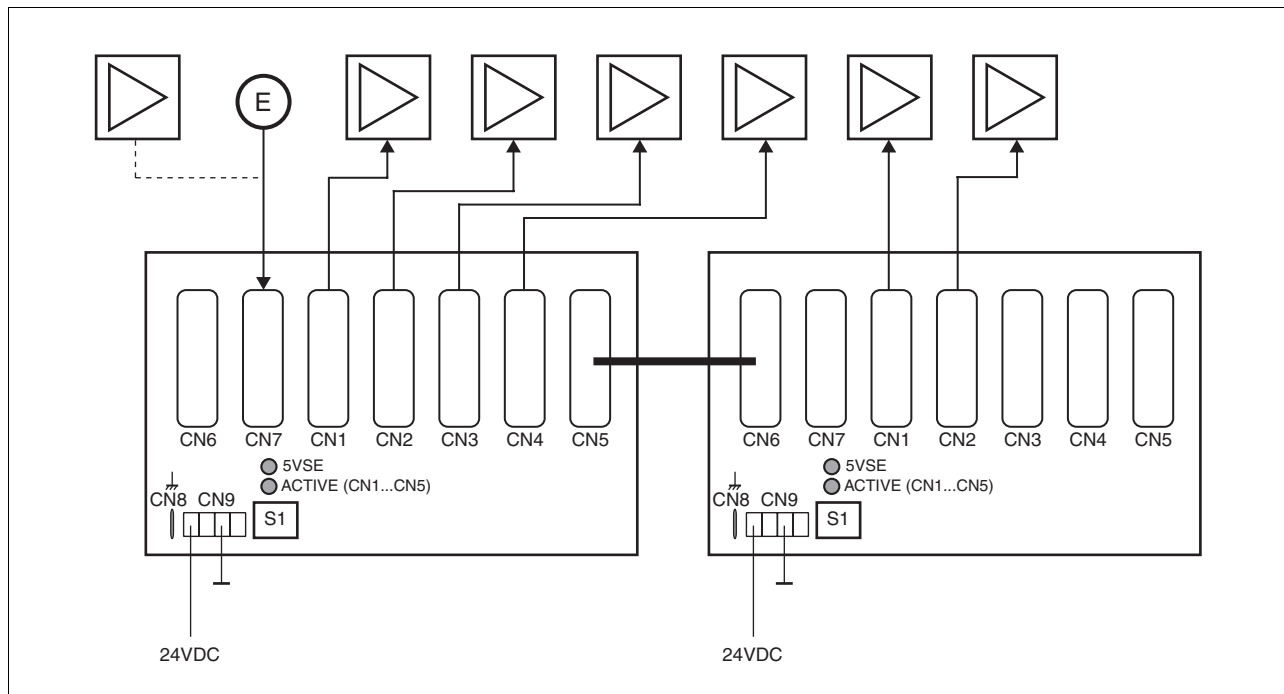 E
CN6 CN7 CN1 CN2 CN3 CN4 CN5
5VSE
ACTIVE (CN1...CN5)
CN8 CN9
S1
24VDC
CN6 CN7 CN1 CN2 CN3 CN4 CN5
5VSE
ACTIVE (CN1...CN5)
CN8 CN9
S1
24VDC